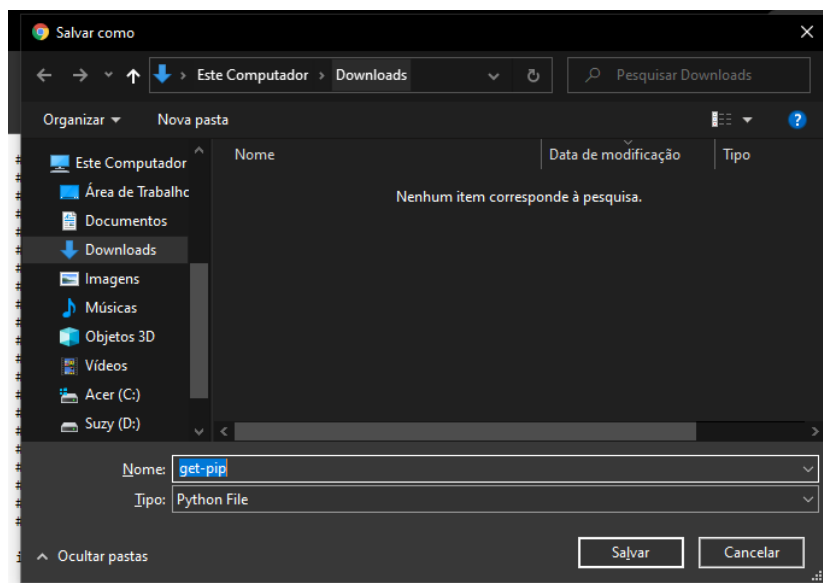 Salvar como
Este Computador > Downloads
Pesquisar Downloads
Organizar
Nova pasta
?
Nome
Data de modificação
Tipo
Nenhum item corresponde à pesquisa.
Este Computador
Área de Trabalho
Documentos
Downloads
Imagens
Músicas
Objetos 3D
Vídeos
Acer (C:)
Suzy (D:)
Nome: get-pip
Tipo: Python File
Ocultar pastas
Salvar
Cancelar